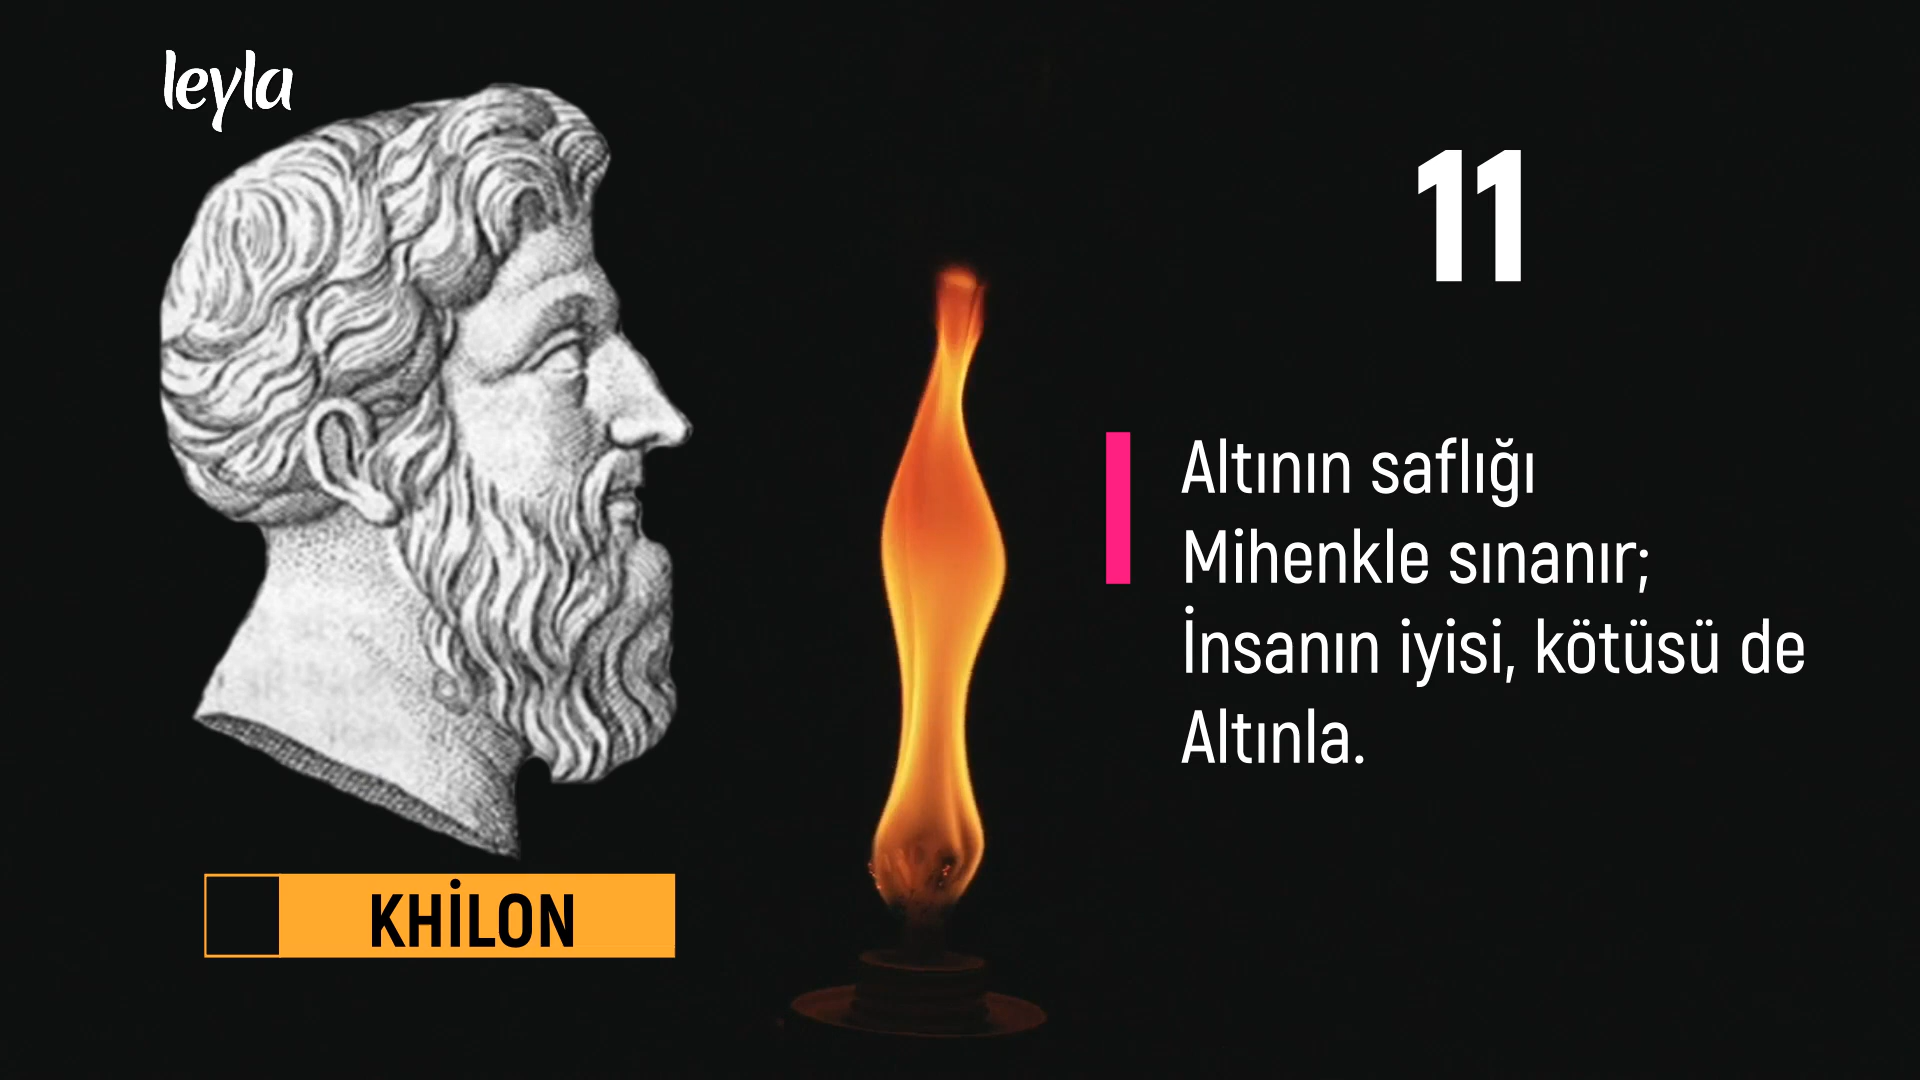 leyla
11
Altının saflığı
Mihenkle sınanır;
İnsanın iyisi, kötüsü de
Altınla.
KHİLON